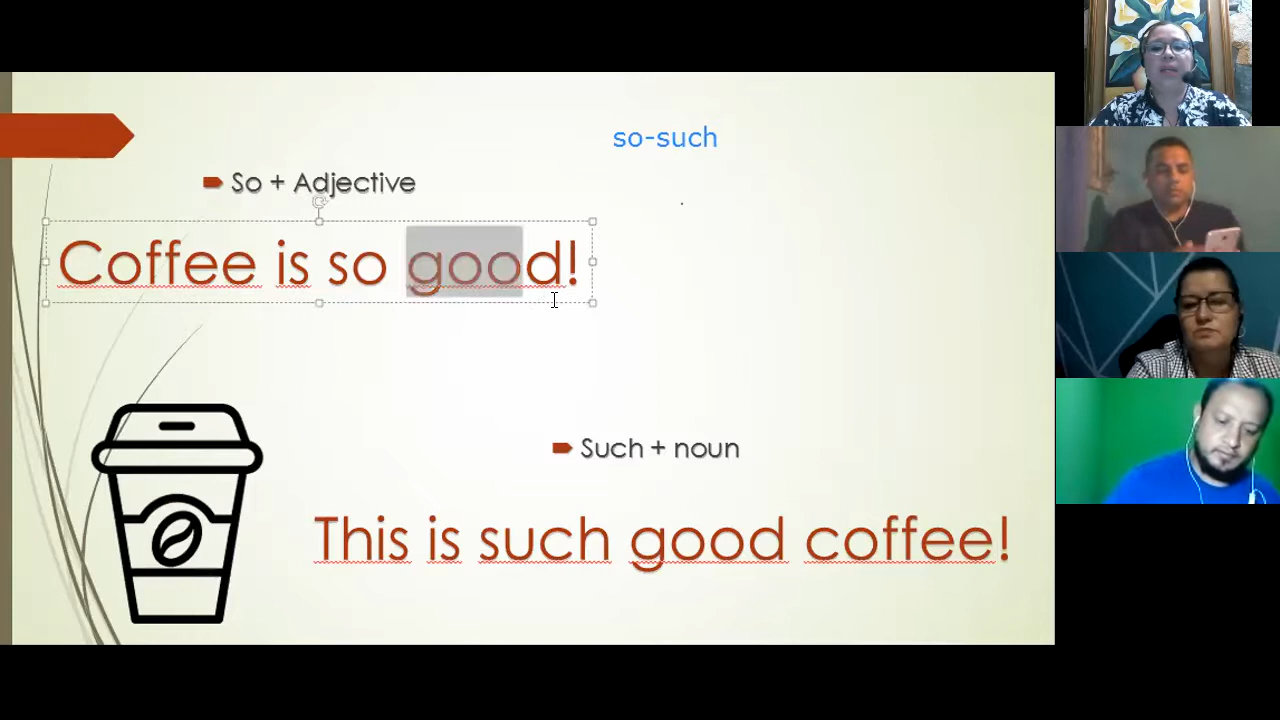 so-such
So + Adjective
Coffee is so good!
Such + noun
This is such good coffee!